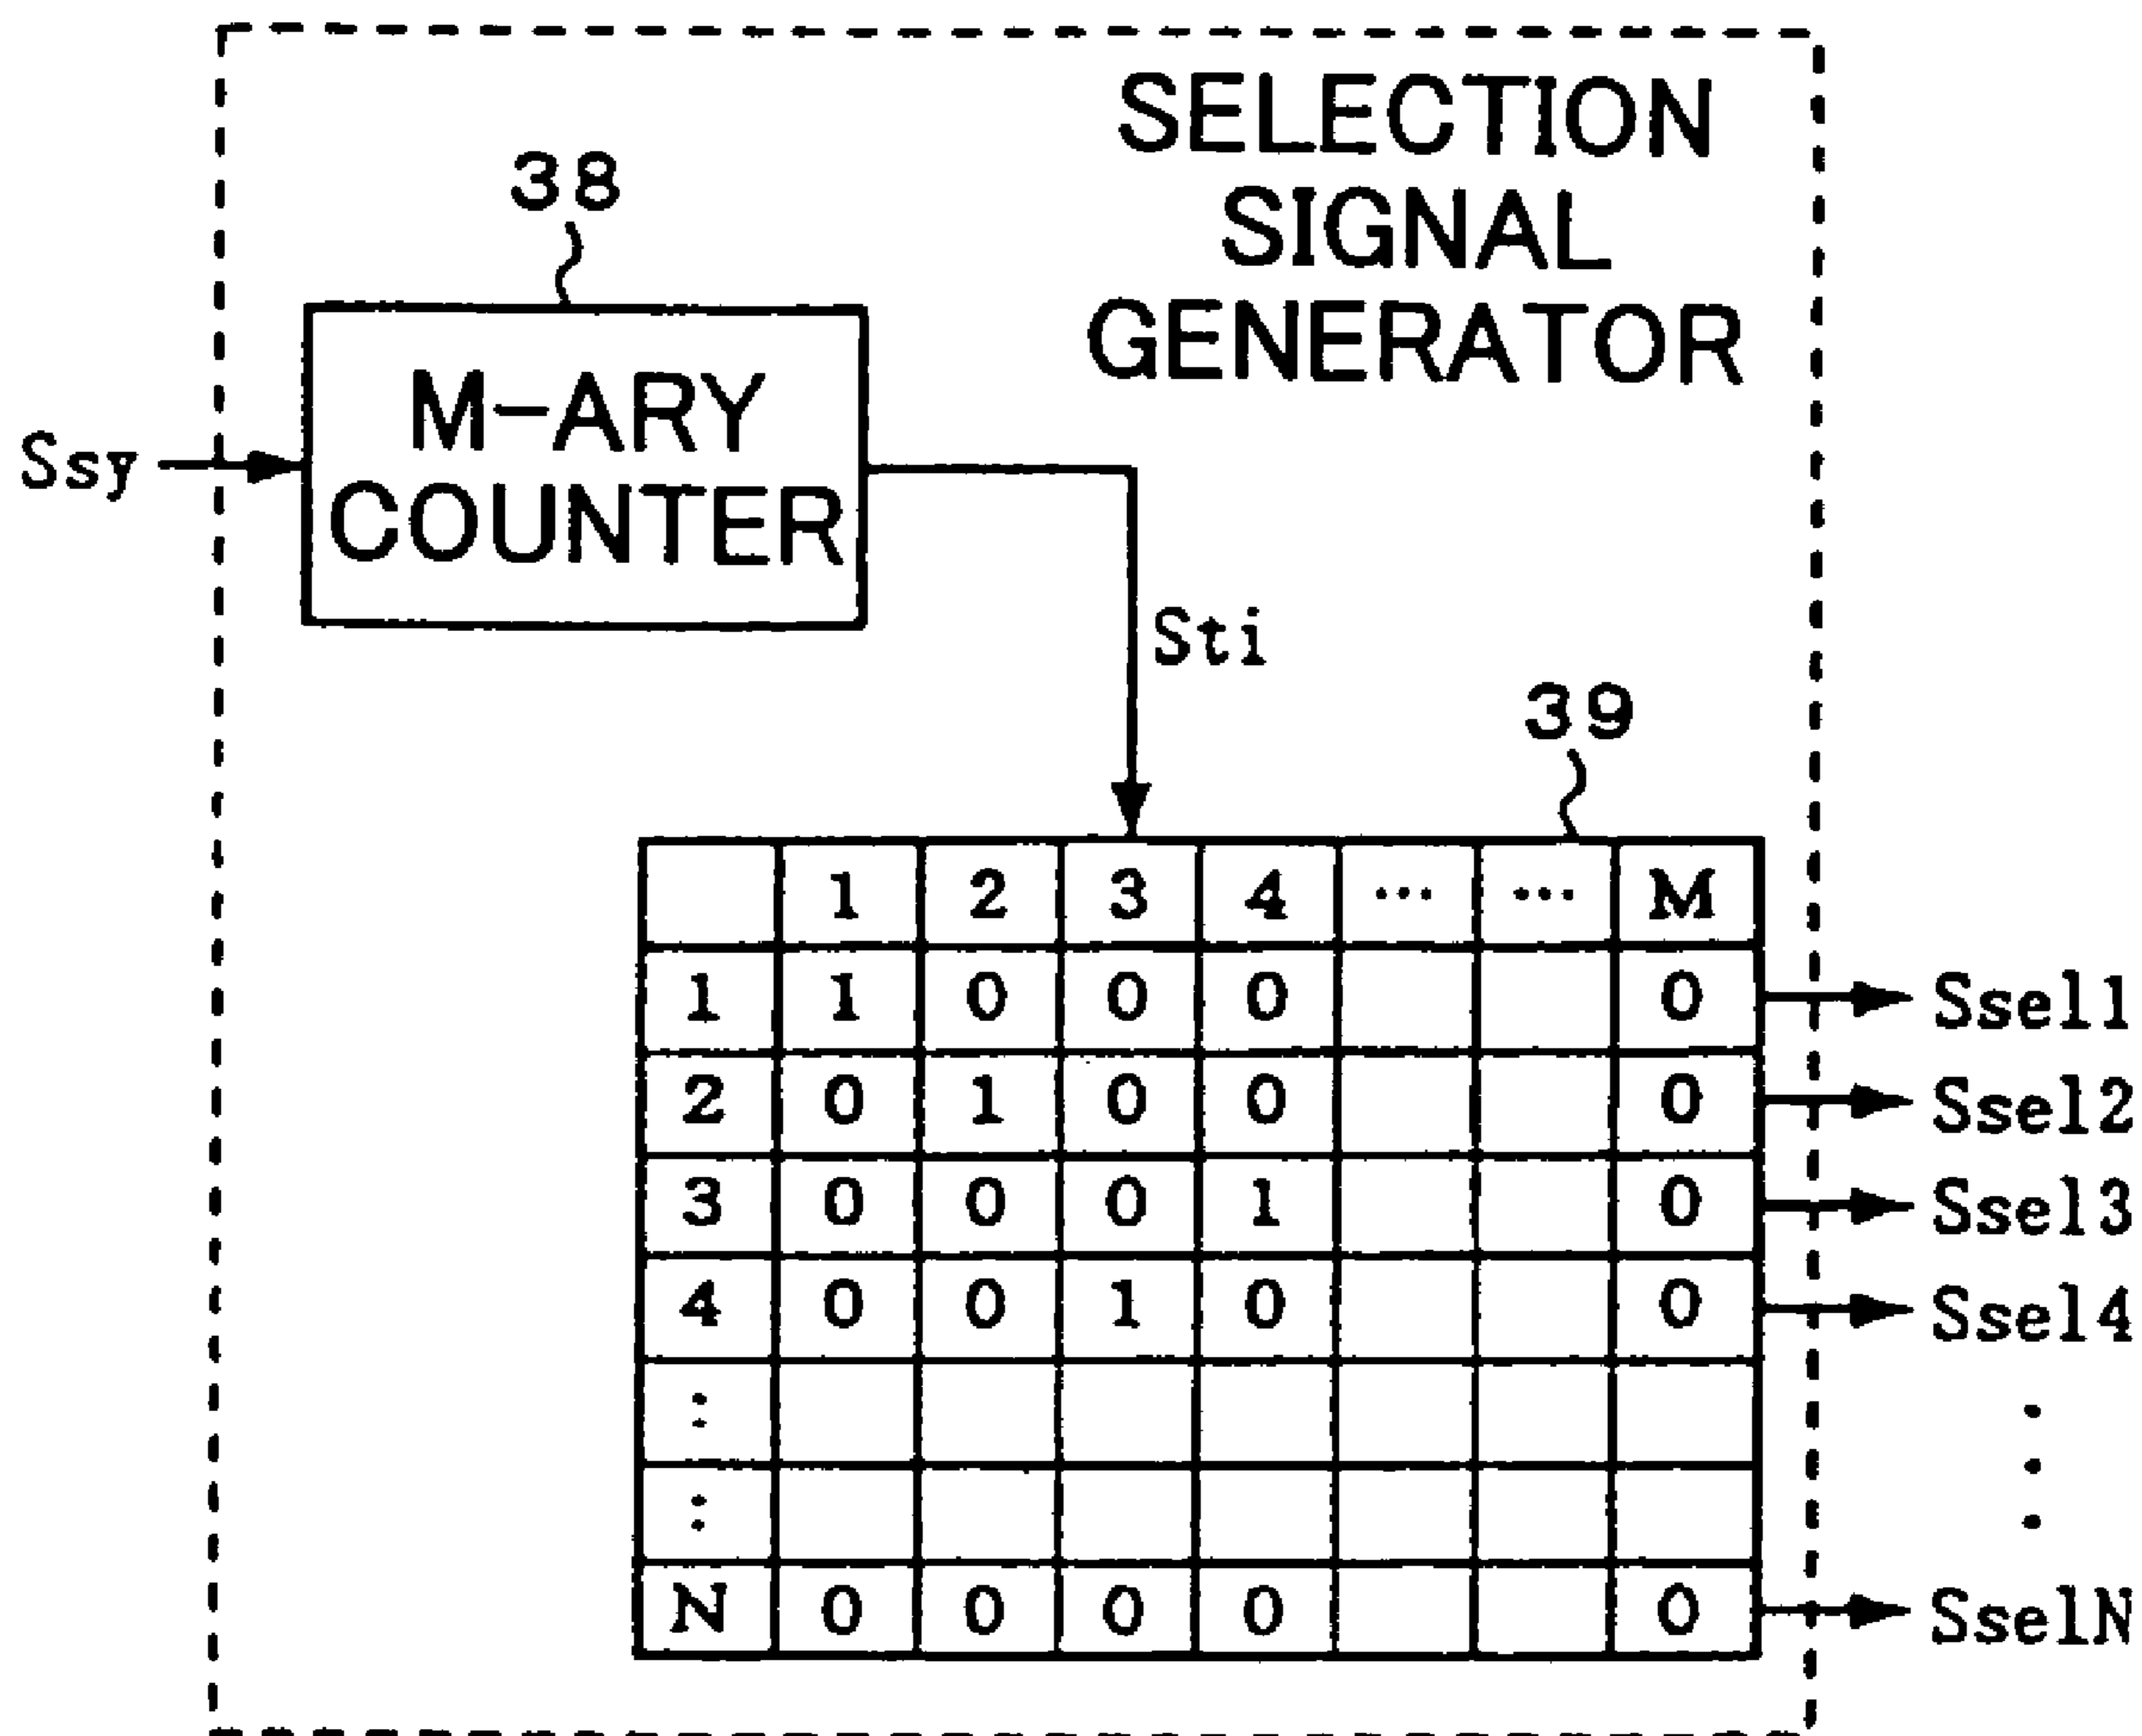 SELECTION
SIGNAL
GENERATOR
38
M-ARY
COUNTER
Ssy
Sti
39
1 2 3 4 ... ... M
1 1 0 0 0 0 Ssel1
2 0 1 0 0 0 Ssel2
3 0 0 0 1 0 Ssel3
4 0 0 1 0 0 Ssel4
:
:
N 0 0 0 0 0 SselN